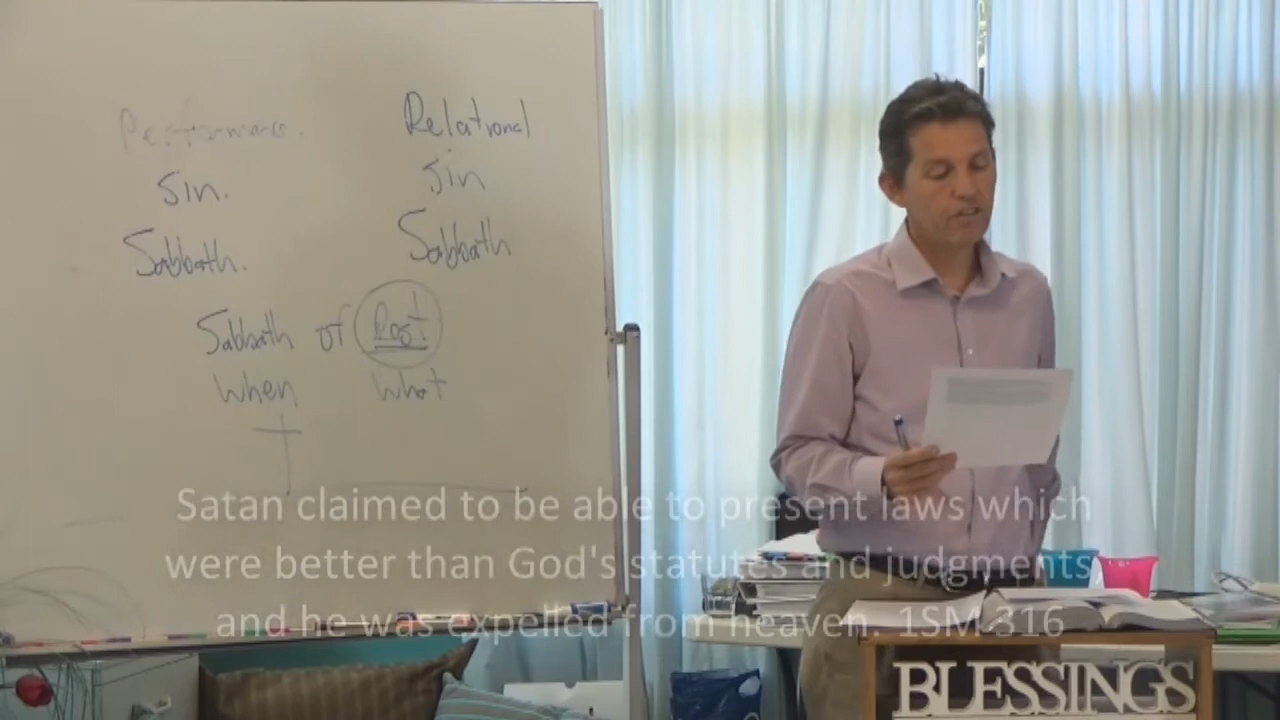 Performance. Relational
Sin. Sin
Sabbath. Sabbath
Sabbath or Rest
When What
Satan claimed to be able to present laws which
were better than God's statutes and judgments
and he was expelled from heaven. 1SM 316
BLESSINGS